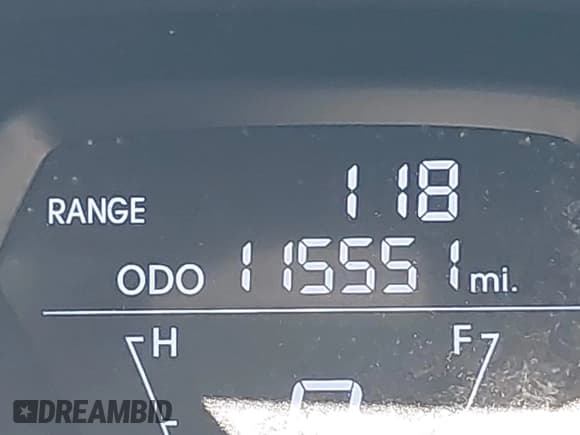 RANGE 118
ODO 115551 mi.
H F
DREAMBID